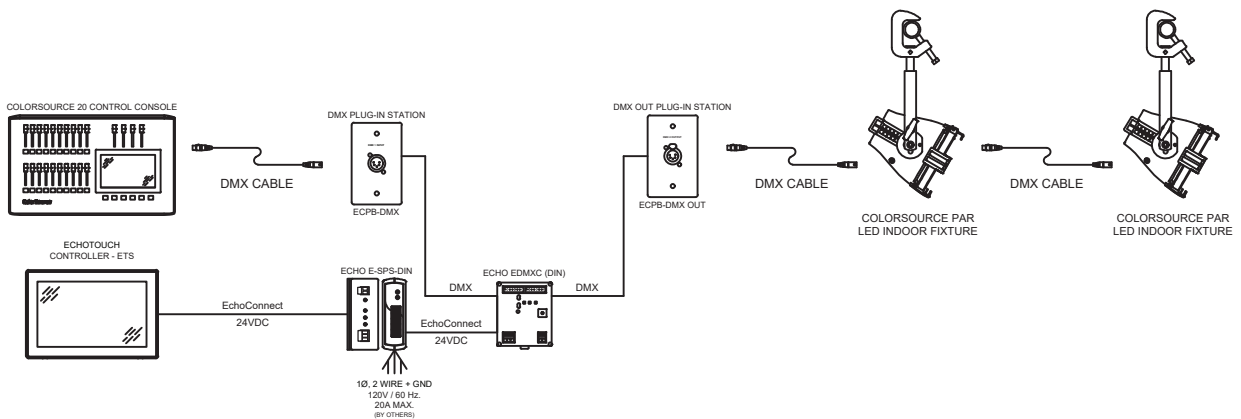 COLORSOURCE 20 CONTROL CONSOLE
ColorSource
DMX CABLE
DMX PLUG-IN STATION
ECPB-DMX
DMX OUT PLUG-IN STATION
ECPB-DMX OUT
DMX CABLE
COLORSOURCE PAR
LED INDOOR FIXTURE
DMX CABLE
COLORSOURCE PAR
LED INDOOR FIXTURE
ECHOTOUCH
CONTROLLER - ETS
EchoConnect
24VDC
ECHO E-SPS-DIN
1Ø, 2 WIRE + GND
120V / 60 Hz.
20A MAX.
(BY OTHERS)
EchoConnect
24VDC
DMX
ECHO EDMXC (DIN)
DMX